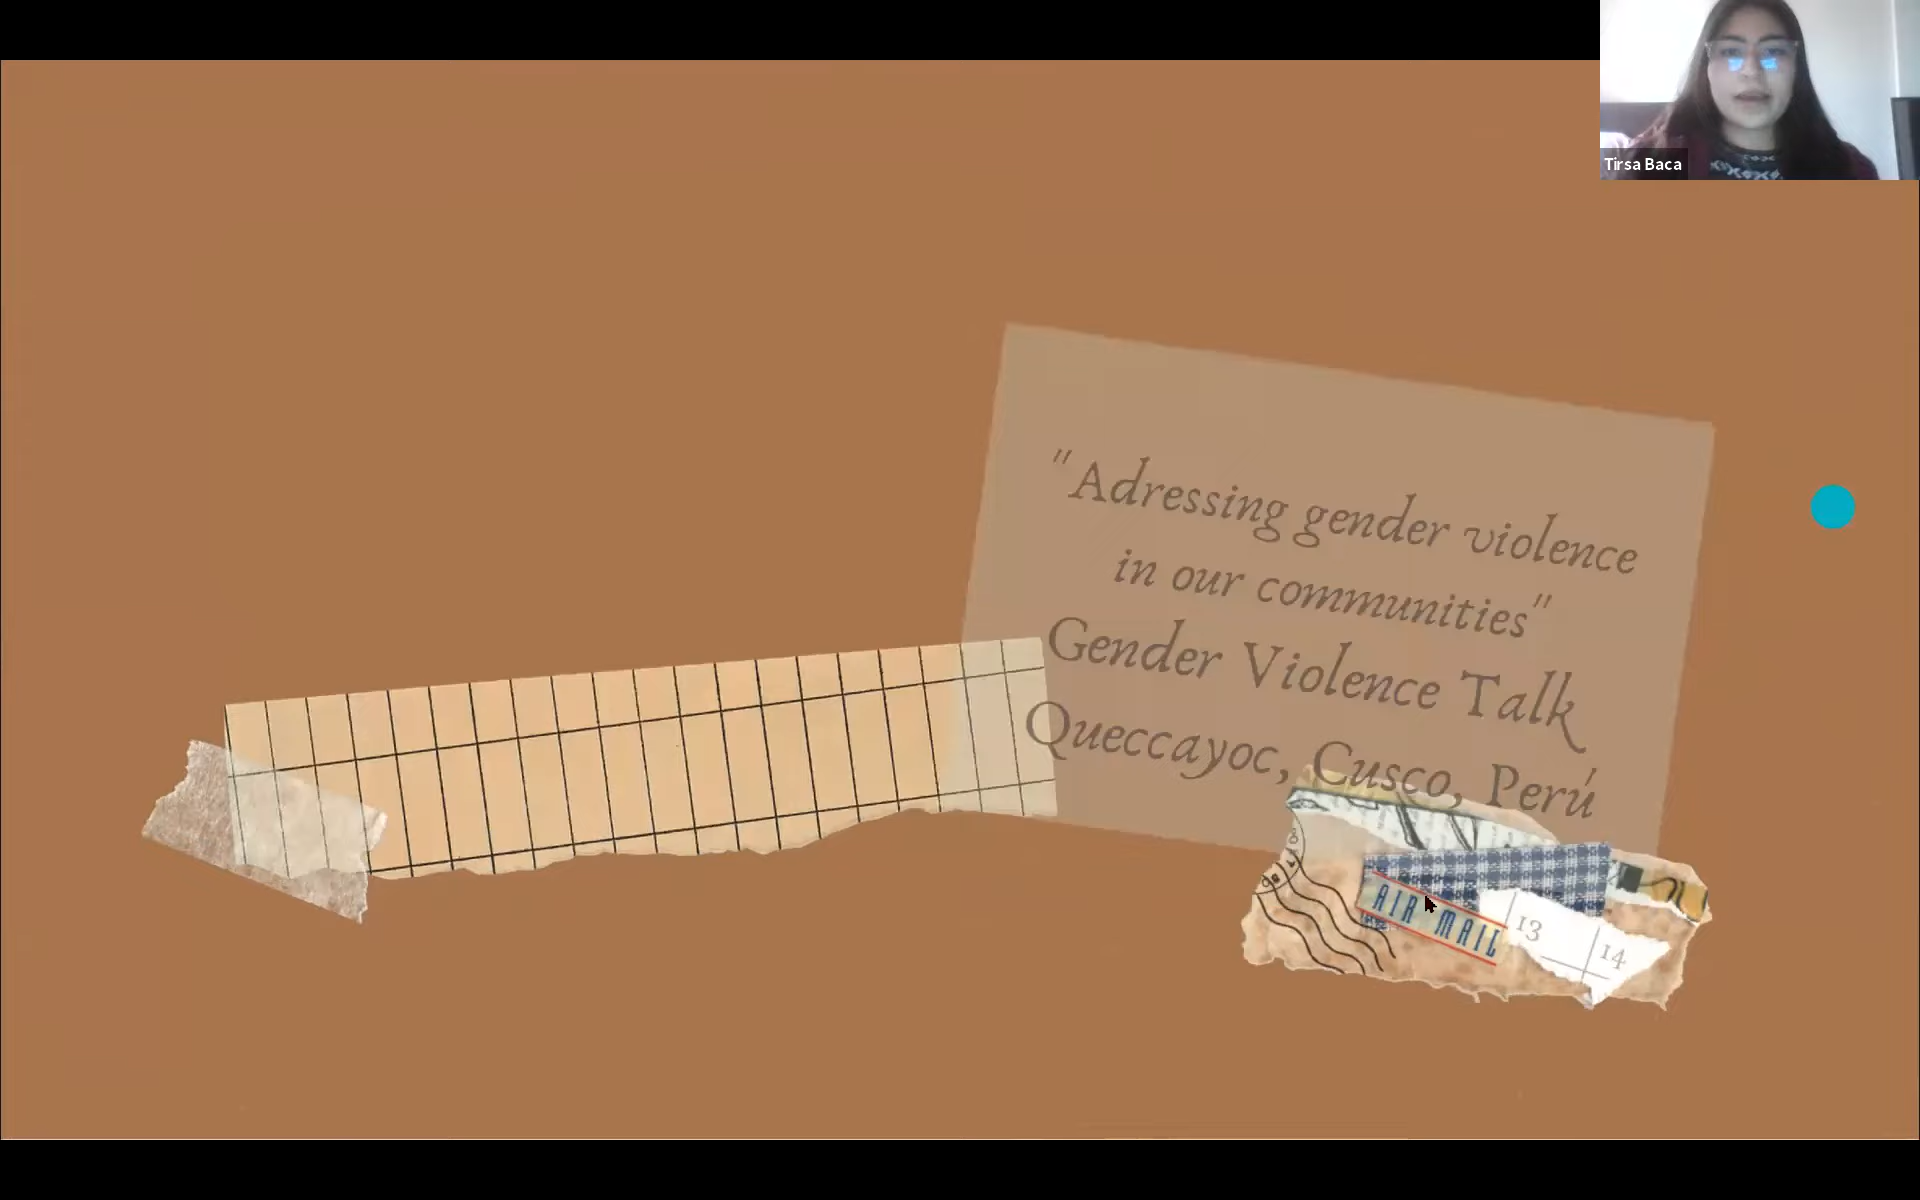 Tirsa Baca
"Adressing gender violence
in our communities"
Gender Violence Talk
Queccayoc, Cusco, Perú
AIR MAIL
13
14